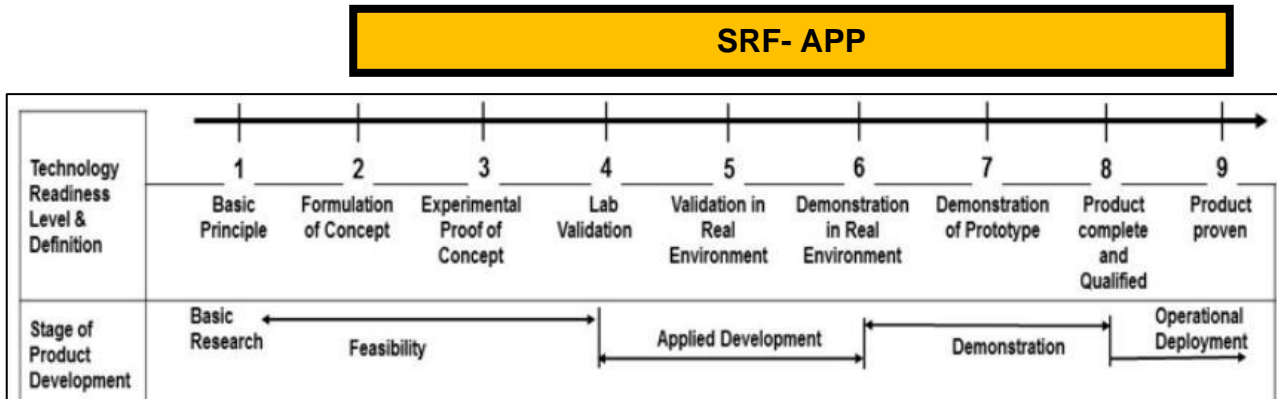 SRF- APP
Technology
Readiness
Level &
Definition
1 2 3 4 5 6 7 8 9
Basic
Principle
Formulation
of Concept
Experimental
Proof of
Concept
Lab
Validation
Validation in
Real
Environment
Demonstration
in Real
Environment
Demonstration
of Prototype
Product
complete
and
Qualified
Product
proven
Stage of
Product
Development
Basic
Research
Feasibility
Applied Development
Demonstration
Operational
Deployment